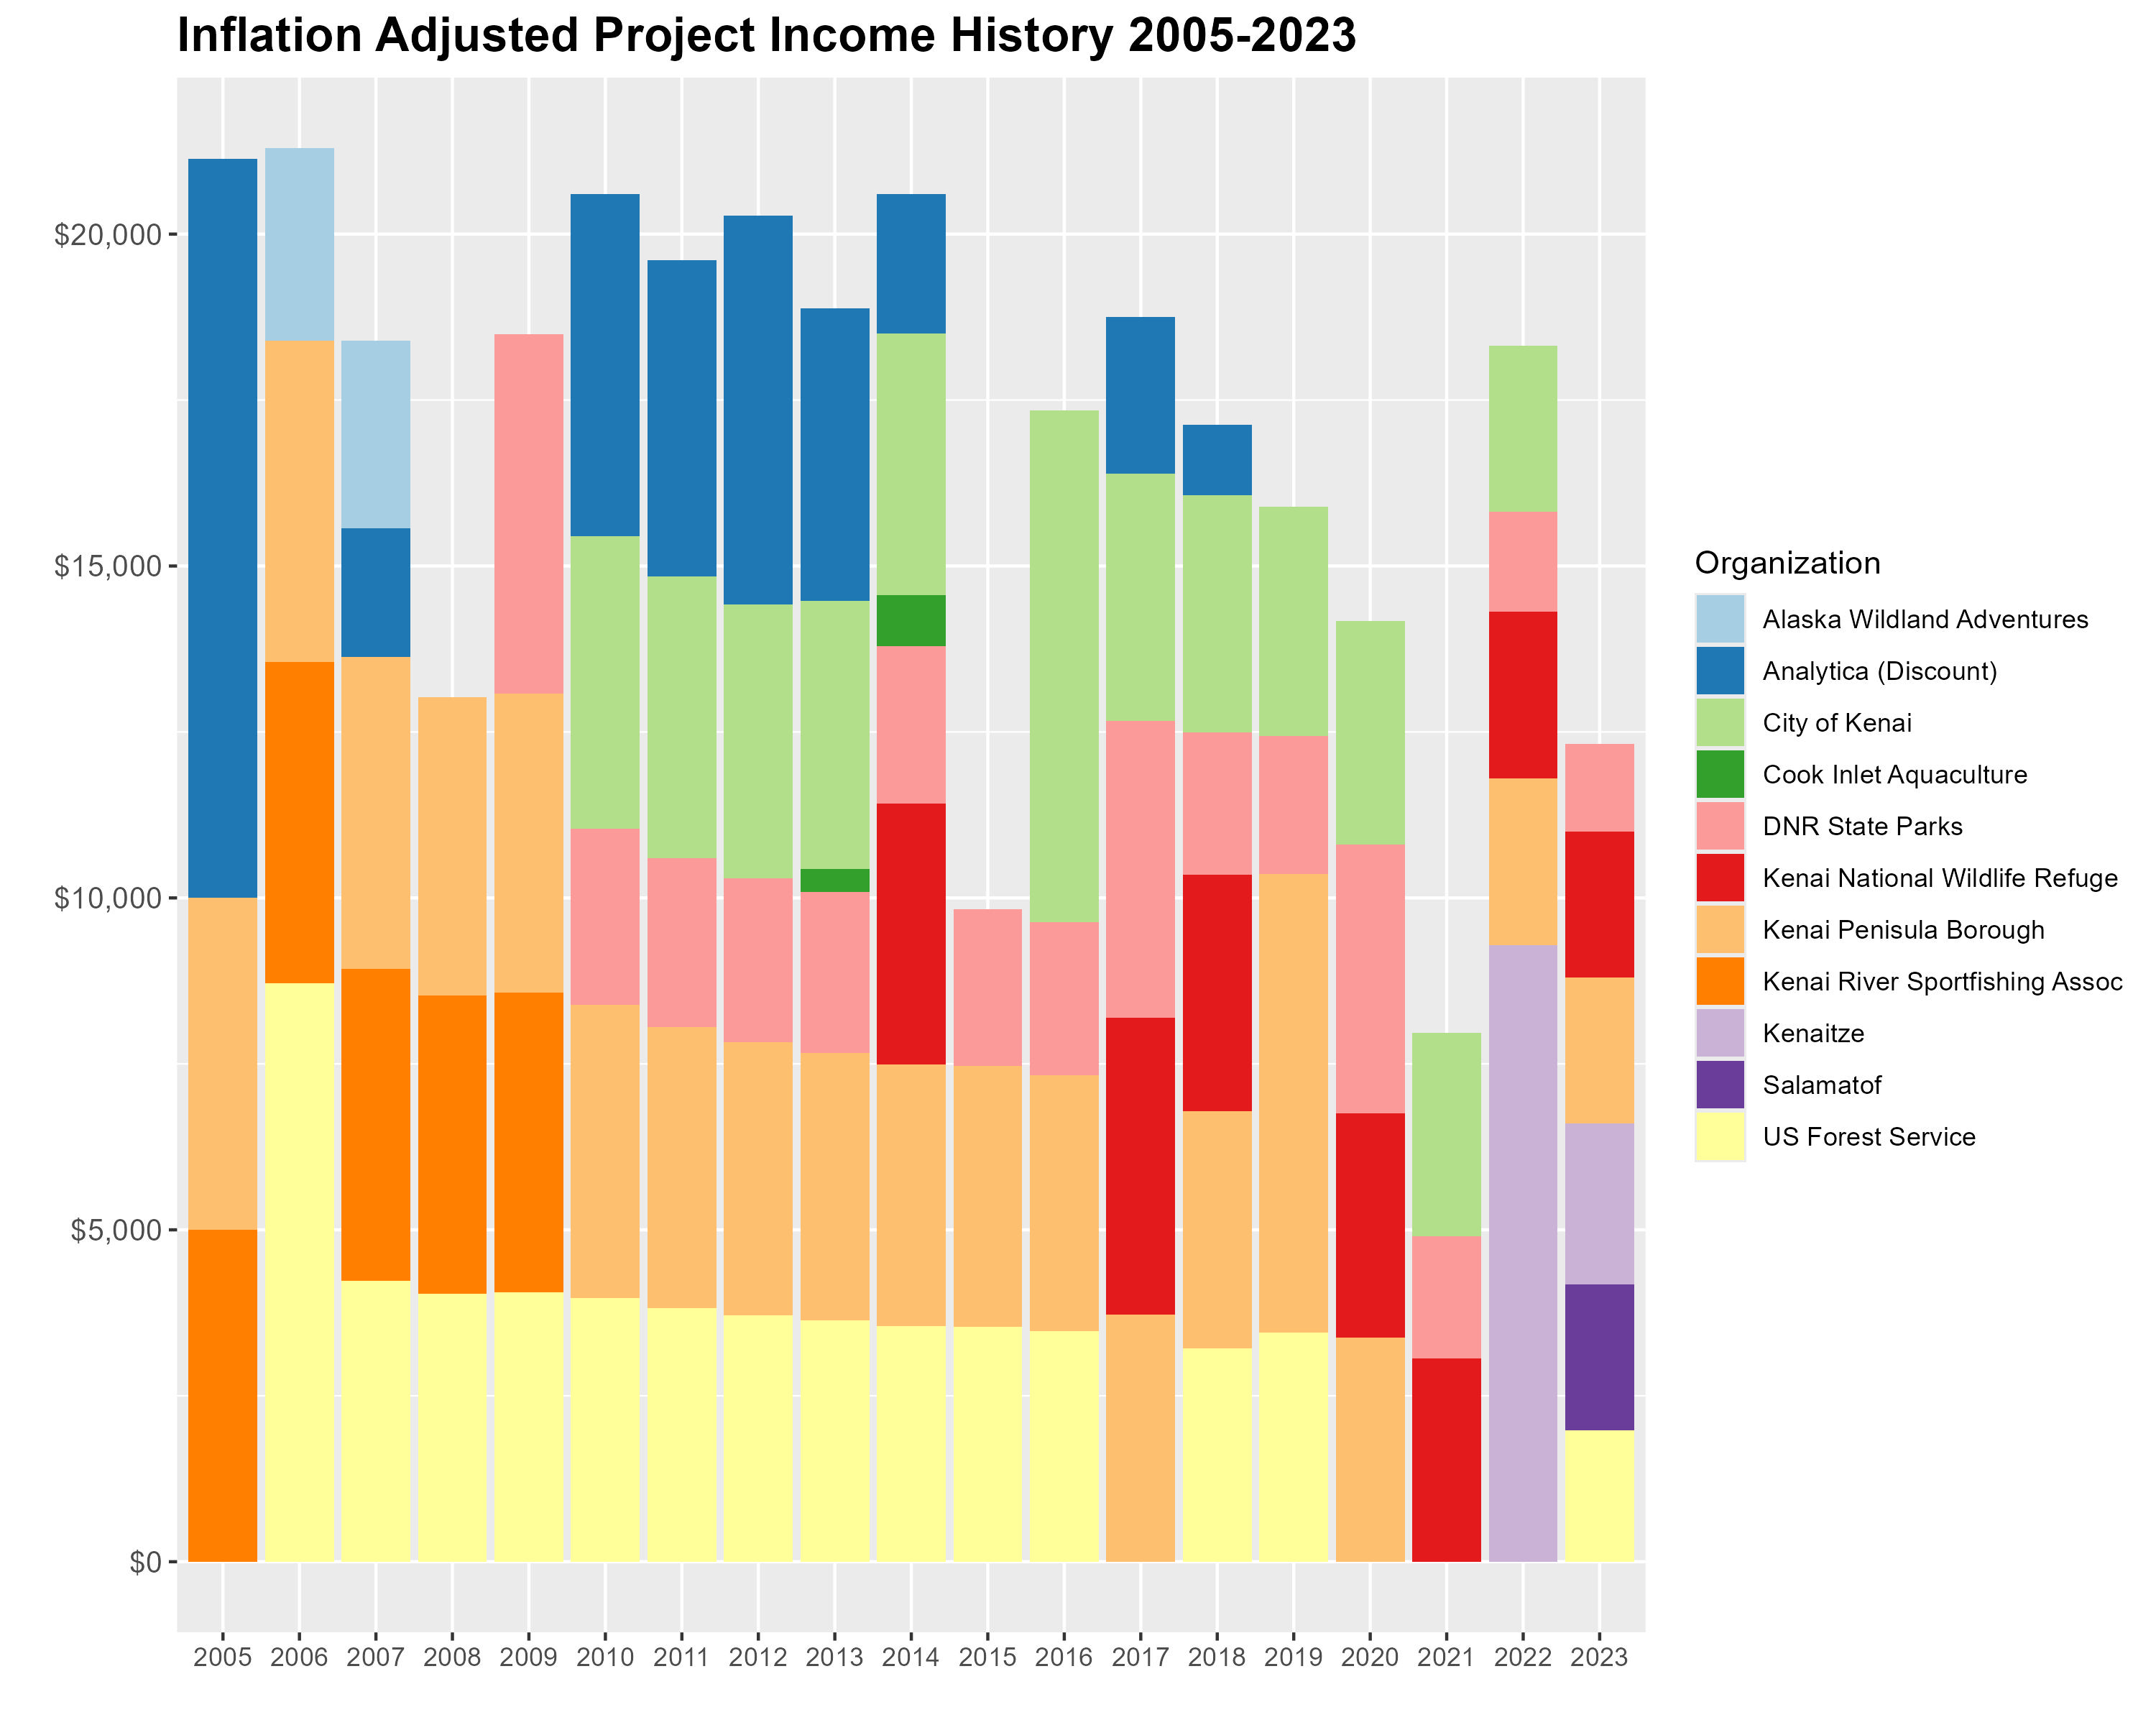 Inflation Adjusted Project Income History 2005-2023
$20,000
$15,000
$10,000
$5,000
$0
2005 2006 2007 2008 2009 2010 2011 2012 2013 2014 2015 2016 2017 2018 2019 2020 2021 2022 2023
Organization
Alaska Wildland Adventures
Analytica (Discount)
City of Kenai
Cook Inlet Aquaculture
DNR State Parks
Kenai National Wildlife Refuge
Kenai Penisula Borough
Kenai River Sportfishing Assoc
Kenaitze
Salamatof
US Forest Service